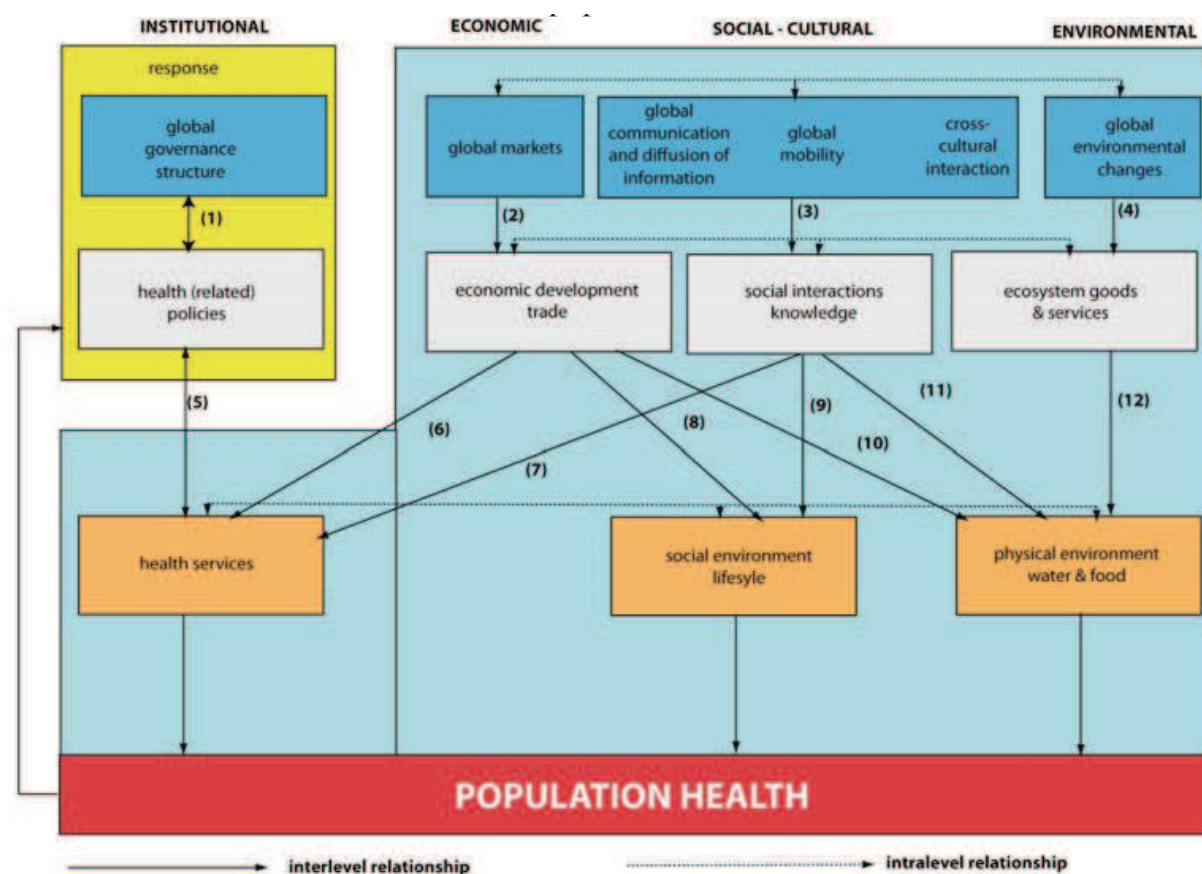 INSTITUTIONAL
ECONOMIC
SOCIAL - CULTURAL
ENVIRONMENTAL
response
global
governance
structure
global markets
global
communication
and diffusion of
information
global
mobility
cross-
cultural
interaction
global
environmental
changes
(1)
(2)
(3)
(4)
health (related)
policies
economic development
trade
social interactions
knowledge
ecosystem goods
& services
(5)
(6)
(7)
(8)
(9)
(10)
(11)
(12)
health services
social environment
lifesyle
physical environment
water & food
POPULATION HEALTH
interlevel relationship
intralevel relationship